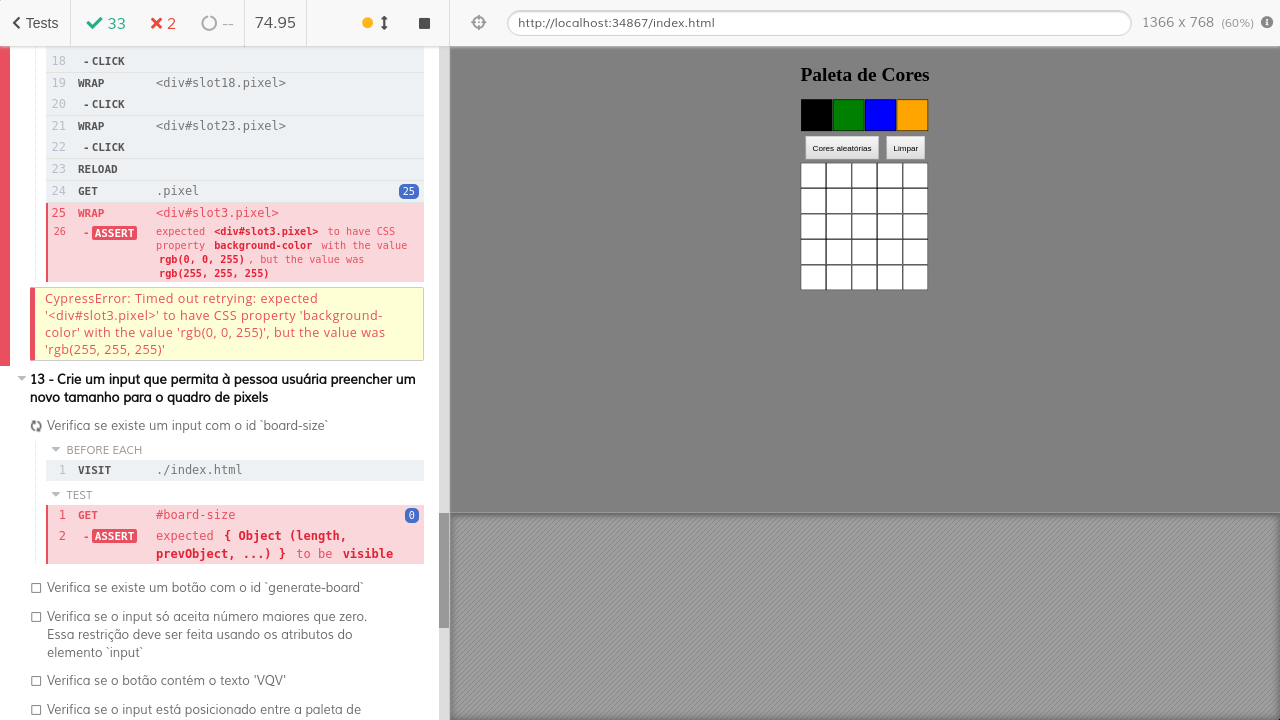 Tests
33
2
--
74.95
http://localhost:34867/index.html
1366 x 768 (60%)
18 - CLICK
19 WRAP <div#slot18.pixel>
20 - CLICK
21 WRAP <div#slot23.pixel>
22 - CLICK
23 RELOAD
24 GET .pixel 25
25 WRAP <div#slot3.pixel>
26 - ASSERT expected <div#slot3.pixel> to have CSS
property background-color with the value
rgb(0, 0, 255), but the value was
rgb(255, 255, 255)
CypressError: Timed out retrying: expected
'<div#slot3.pixel>' to have CSS property 'background-
color' with the value 'rgb(0, 0, 255)', but the value was
'rgb(255, 255, 255)'
13 - Crie um input que permita à pessoa usuária preencher um
novo tamanho para o quadro de pixels
Verifica se existe um input com o id `board-size`
BEFORE EACH
1 VISIT ./index.html
TEST
1 GET #board-size 0
2 - ASSERT expected { Object (length,
prevObject, ...) } to be visible
Verifica se existe um botão com o id `generate-board`
Verifica se o input só aceita número maiores que zero.
Essa restrição deve ser feita usando os atributos do
elemento `input`
Verifica se o botão contém o texto 'VQV'
Verifica se o input está posicionado entre a paleta de
Paleta de Cores
Cores aleatórias
Limpar